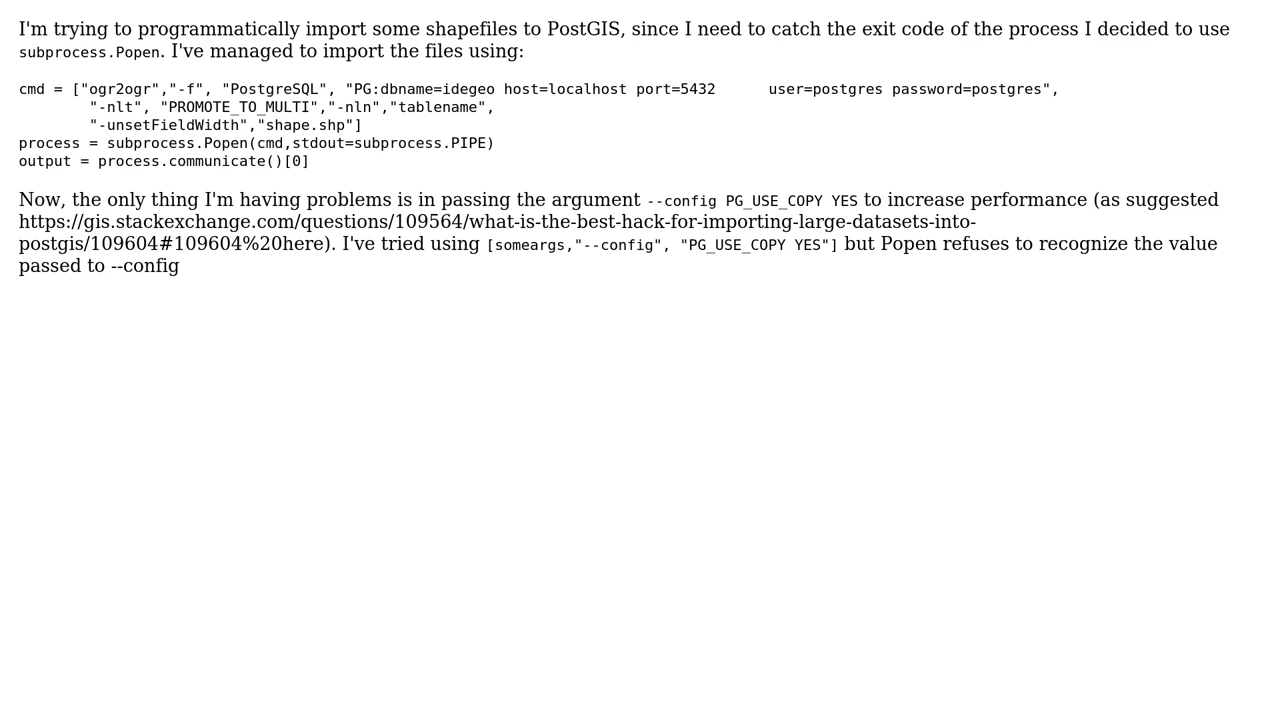 I'm trying to programmatically import some shapefiles to PostGIS, since I need to catch the exit code of the process I decided to use
subprocess.Popen. I've managed to import the files using:
cmd = ["ogr2ogr","-f", "PostgreSQL", "PG:dbname=idegeo host=localhost port=5432      user=postgres password=postgres",
        "-nlt", "PROMOTE_TO_MULTI","-nln","tablename",
        "-unsetFieldWidth","shape.shp"]
process = subprocess.Popen(cmd,stdout=subprocess.PIPE)
output = process.communicate()[0]
Now, the only thing I'm having problems is in passing the argument --config PG_USE_COPY YES to increase performance (as suggested
https://gis.stackexchange.com/questions/109564/what-is-the-best-hack-for-importing-large-datasets-into-
postgis/109604#109604%20here). I've tried using [someargs,"--config", "PG_USE_COPY YES"] but Popen refuses to recognize the value
passed to --config